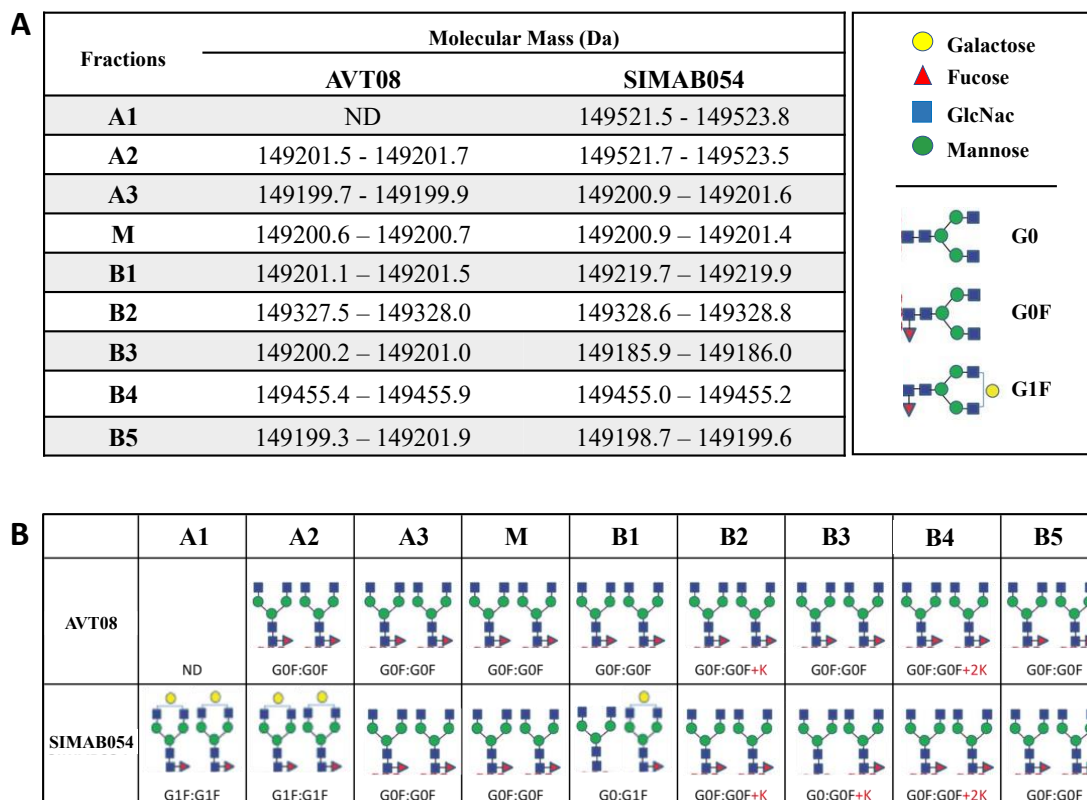 A
Fractions Molecular Mass (Da)
AVT08 SIMAB054
A1 ND 149521.5 - 149523.8
A2 149201.5 - 149201.7 149521.7 - 149523.5
A3 149199.7 - 149199.9 149200.9 – 149201.6
M 149200.6 – 149200.7 149200.9 – 149201.4
B1 149201.1 – 149201.5 149219.7 – 149219.9
B2 149327.5 – 149328.0 149328.6 – 149328.8
B3 149200.2 – 149201.0 149185.9 – 149186.0
B4 149455.4 – 149455.9 149455.0 – 149455.2
B5 149199.3 – 149201.9 149198.7 – 149199.6
Galactose
Fucose
GlcNac
Mannose
G0
G0F
G1F
B
A1 A2 A3 M B1 B2 B3 B4 B5
AVT08
ND G0F:G0F G0F:G0F G0F:G0F G0F:G0F G0F:G0F+K G0F:G0F G0F:G0F+2K G0F:G0F
SIMAB054
G1F:G1F G1F:G1F G0F:G0F G0F:G0F G0:G1F G0F:G0F+K G0:G0F+K G0F:G0F+2K G0F:G0F